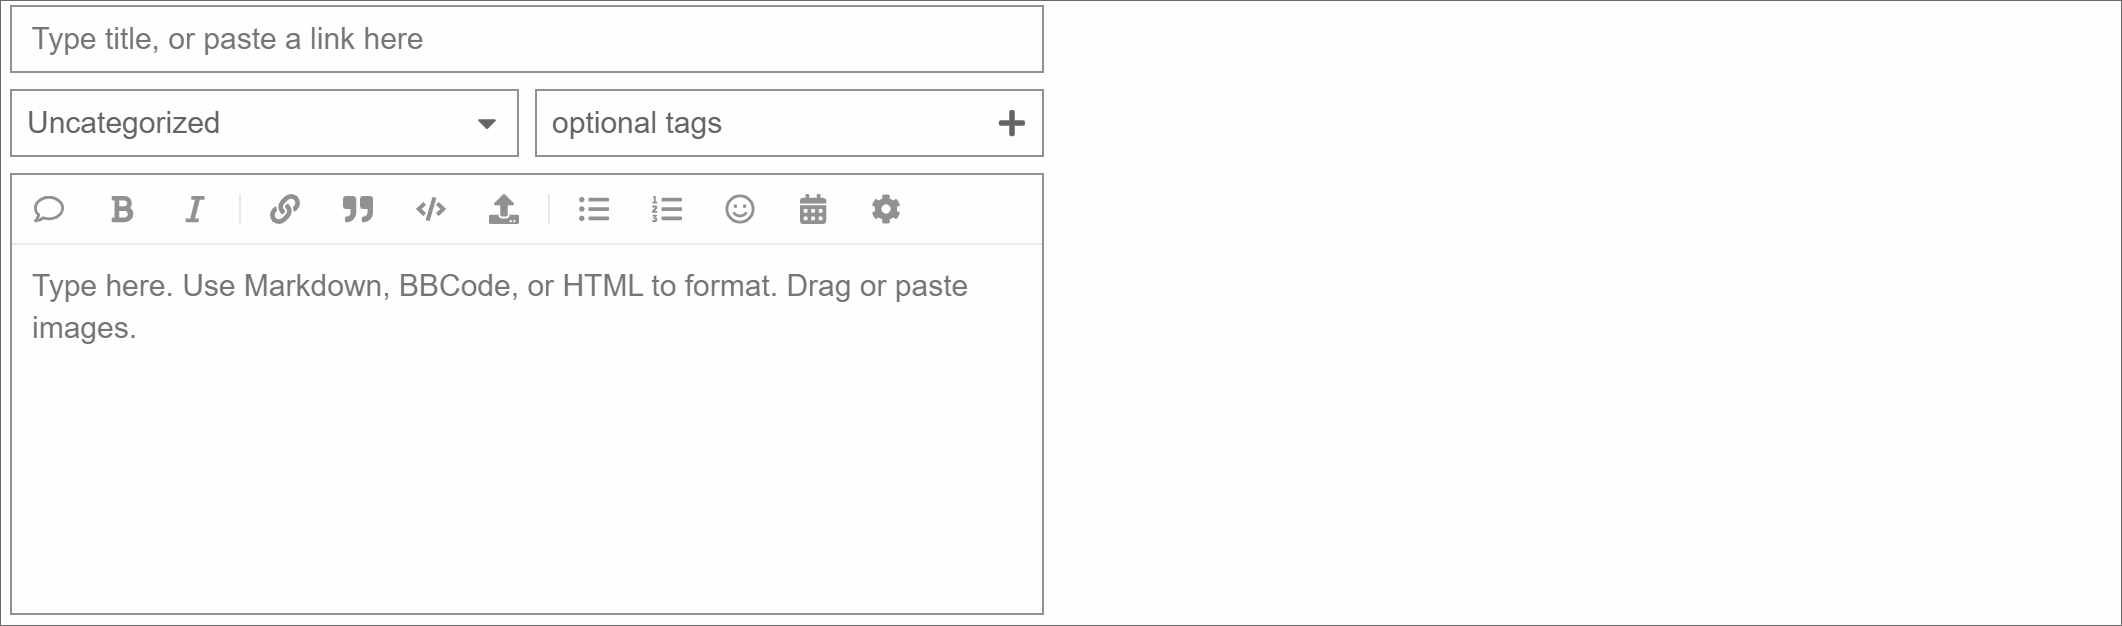 Type title, or paste a link here
Uncategorized
optional tags
Type here. Use Markdown, BBCode, or HTML to format. Drag or paste
images.